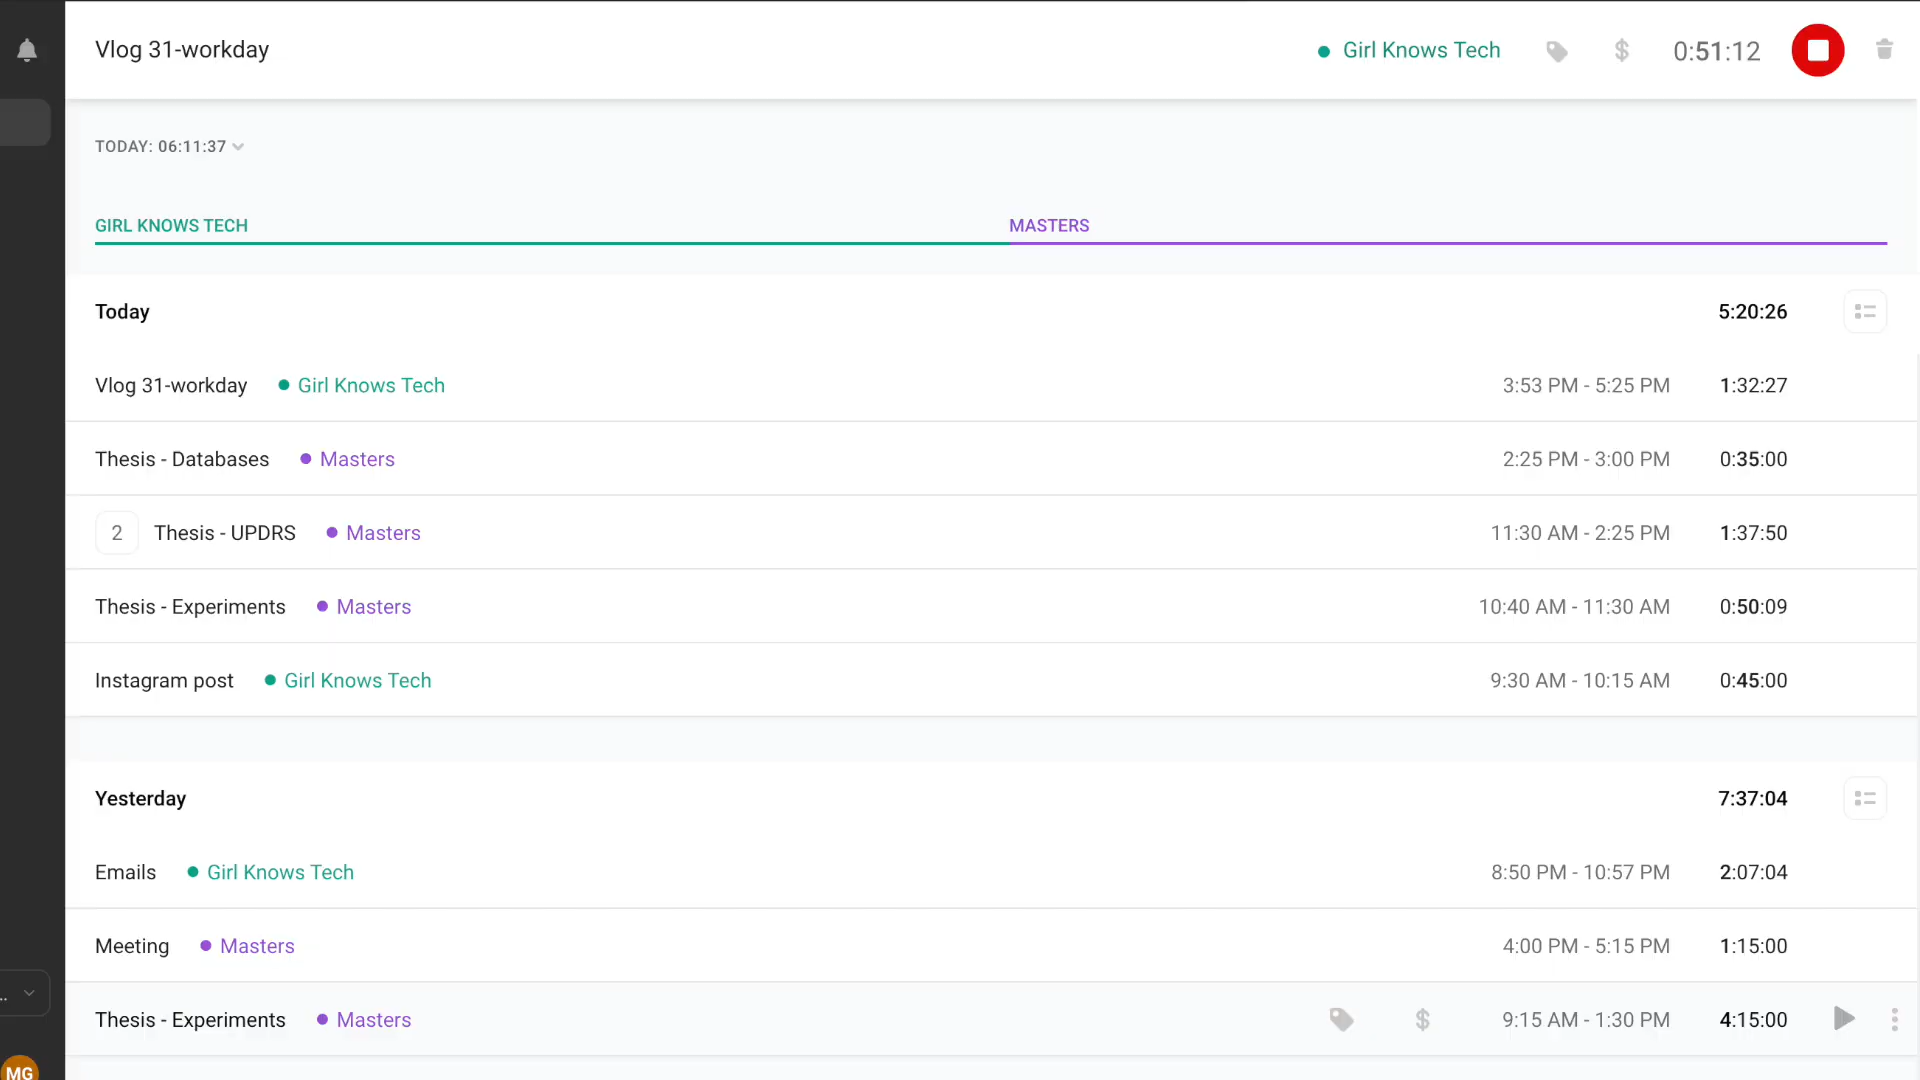 Vlog 31-workday Girl Knows Tech $ 0:51:12
TODAY: 06:11:37
GIRL KNOWS TECH MASTERS
Today 5:20:26
Vlog 31-workday Girl Knows Tech 3:53 PM - 5:25 PM 1:32:27
Thesis - Databases Masters 2:25 PM - 3:00 PM 0:35:00
2 Thesis - UPDRS Masters 11:30 AM - 2:25 PM 1:37:50
Thesis - Experiments Masters 10:40 AM - 11:30 AM 0:50:09
Instagram post Girl Knows Tech 9:30 AM - 10:15 AM 0:45:00
Yesterday 7:37:04
Emails Girl Knows Tech 8:50 PM - 10:57 PM 2:07:04
Meeting Masters 4:00 PM - 5:15 PM 1:15:00
..
Thesis - Experiments Masters $ 9:15 AM - 1:30 PM 4:15:00
MG